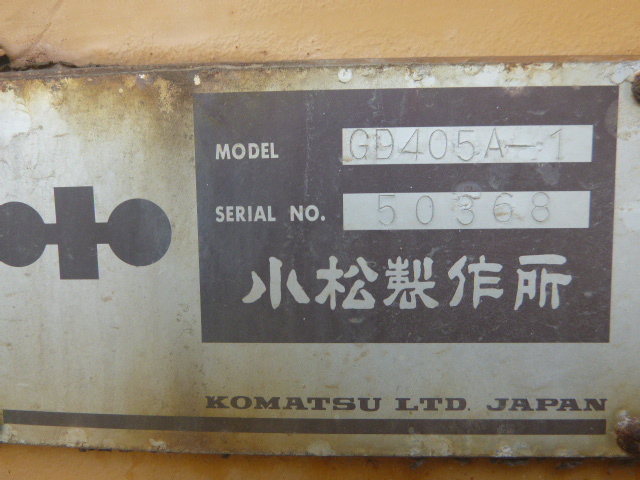 MODEL GD405A-1
SERIAL NO. 50368
小松製作所
KOMATSU LTD. JAPAN